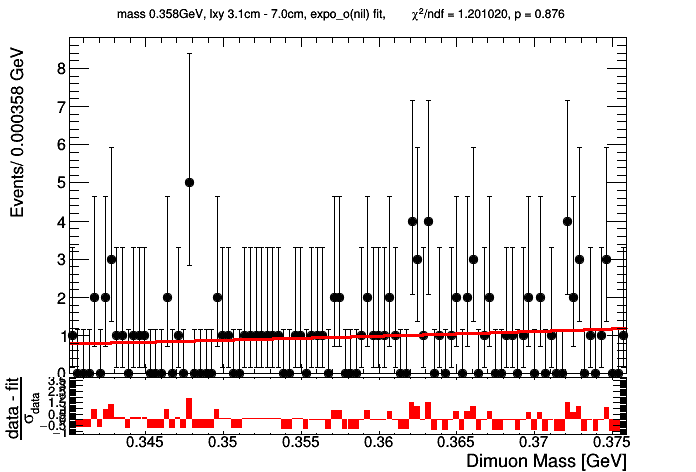 mass 0.358GeV, lxy 3.1cm - 7.0cm, expo_o(nil) fit, χ²/ndf = 1.201020, p = 0.876
Events/ 0.000358 GeV
8
7
6
5
4
3
2
1
0
data - fit
σdata
0.345 0.35 0.355 0.36 0.365 0.37 0.375
Dimuon Mass [GeV]